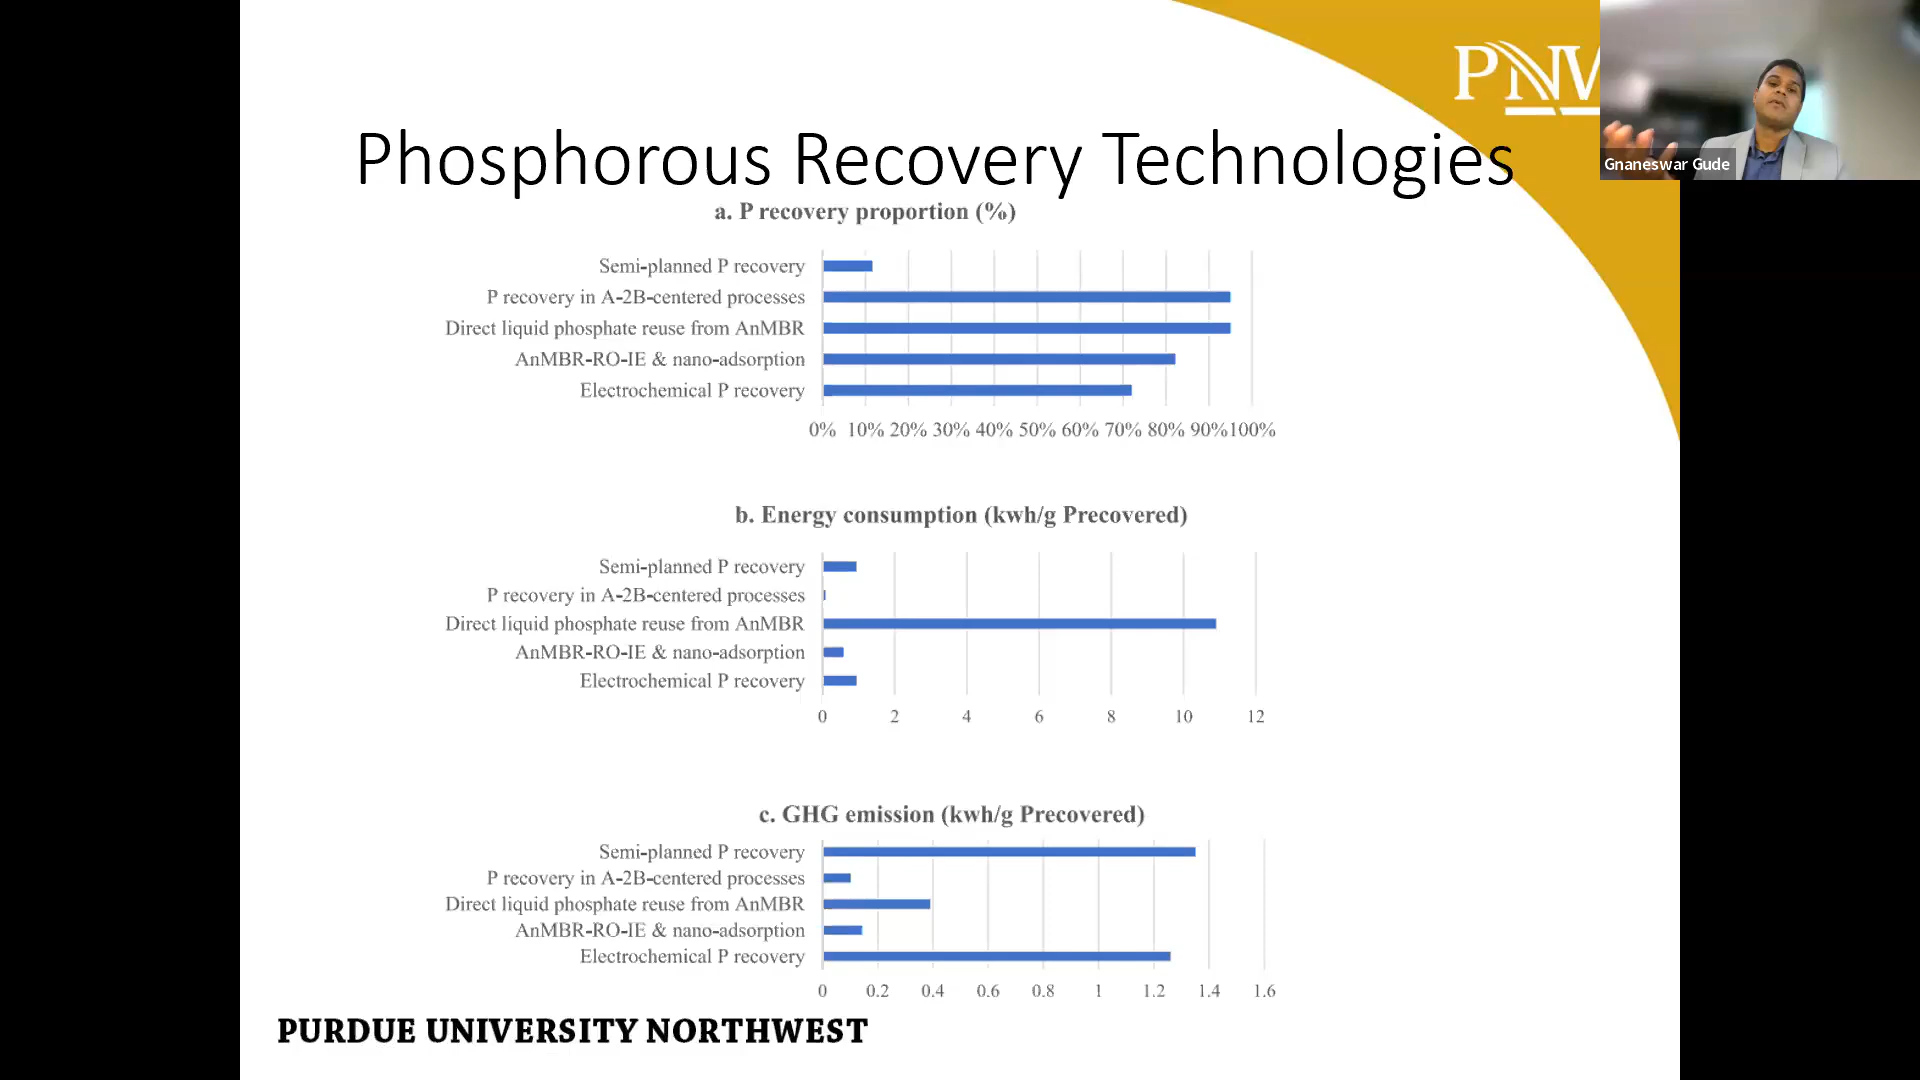 PNW
Gnaneswar Gude
Phosphorous Recovery Technologies
a. P recovery proportion (%)
Semi-planned P recovery
P recovery in A-2B-centered processes
Direct liquid phosphate reuse from AnMBR
AnMBR-RO-IE & nano-adsorption
Electrochemical P recovery
0% 10% 20% 30% 40% 50% 60% 70% 80% 90% 100%
b. Energy consumption (kwh/g Precovered)
Semi-planned P recovery
P recovery in A-2B-centered processes
Direct liquid phosphate reuse from AnMBR
AnMBR-RO-IE & nano-adsorption
Electrochemical P recovery
0 2 4 6 8 10 12
c. GHG emission (kwh/g Precovered)
Semi-planned P recovery
P recovery in A-2B-centered processes
Direct liquid phosphate reuse from AnMBR
AnMBR-RO-IE & nano-adsorption
Electrochemical P recovery
0 0.2 0.4 0.6 0.8 1 1.2 1.4 1.6
PURDUE UNIVERSITY NORTHWEST